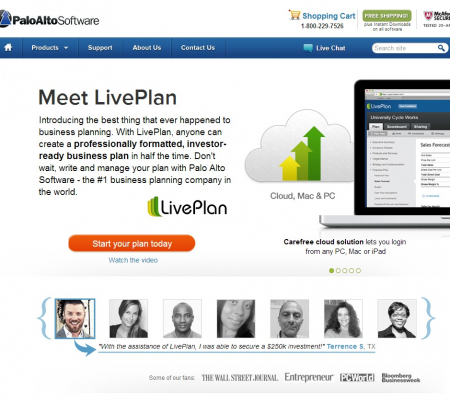 PaloAltoSoftware
Shopping Cart
1-800-229-7526
FREE SHIPPING!
plus Instant Downloads
on all software
McAfee
SECURE
Home
Products
Support
About Us
Contact Us
Live Chat
Search
Meet LivePlan
Introducing the best thing that ever happened to
business planning. With LivePlan, anyone can
create a professionally formatted, investor-
ready business plan in half the time. Don't
wait, write and manage your plan with Palo Alto
Software - the #1 business planning company in
the world.
LivePlan
Start your plan today
Watch the video
Cloud, Mac & PC
LivePlan
University Cycle Works
Plan Scoreboard Sharing
Sales Forecast
Carefree cloud solution lets you login
from any PC, Mac or iPad
"With the assistance of LivePlan, I was able to secure a $250k investment!" Terrence S, TX
Some of our fans: THE WALL STREET JOURNAL Entrepreneur PCWorld Bloomberg
Businessweek